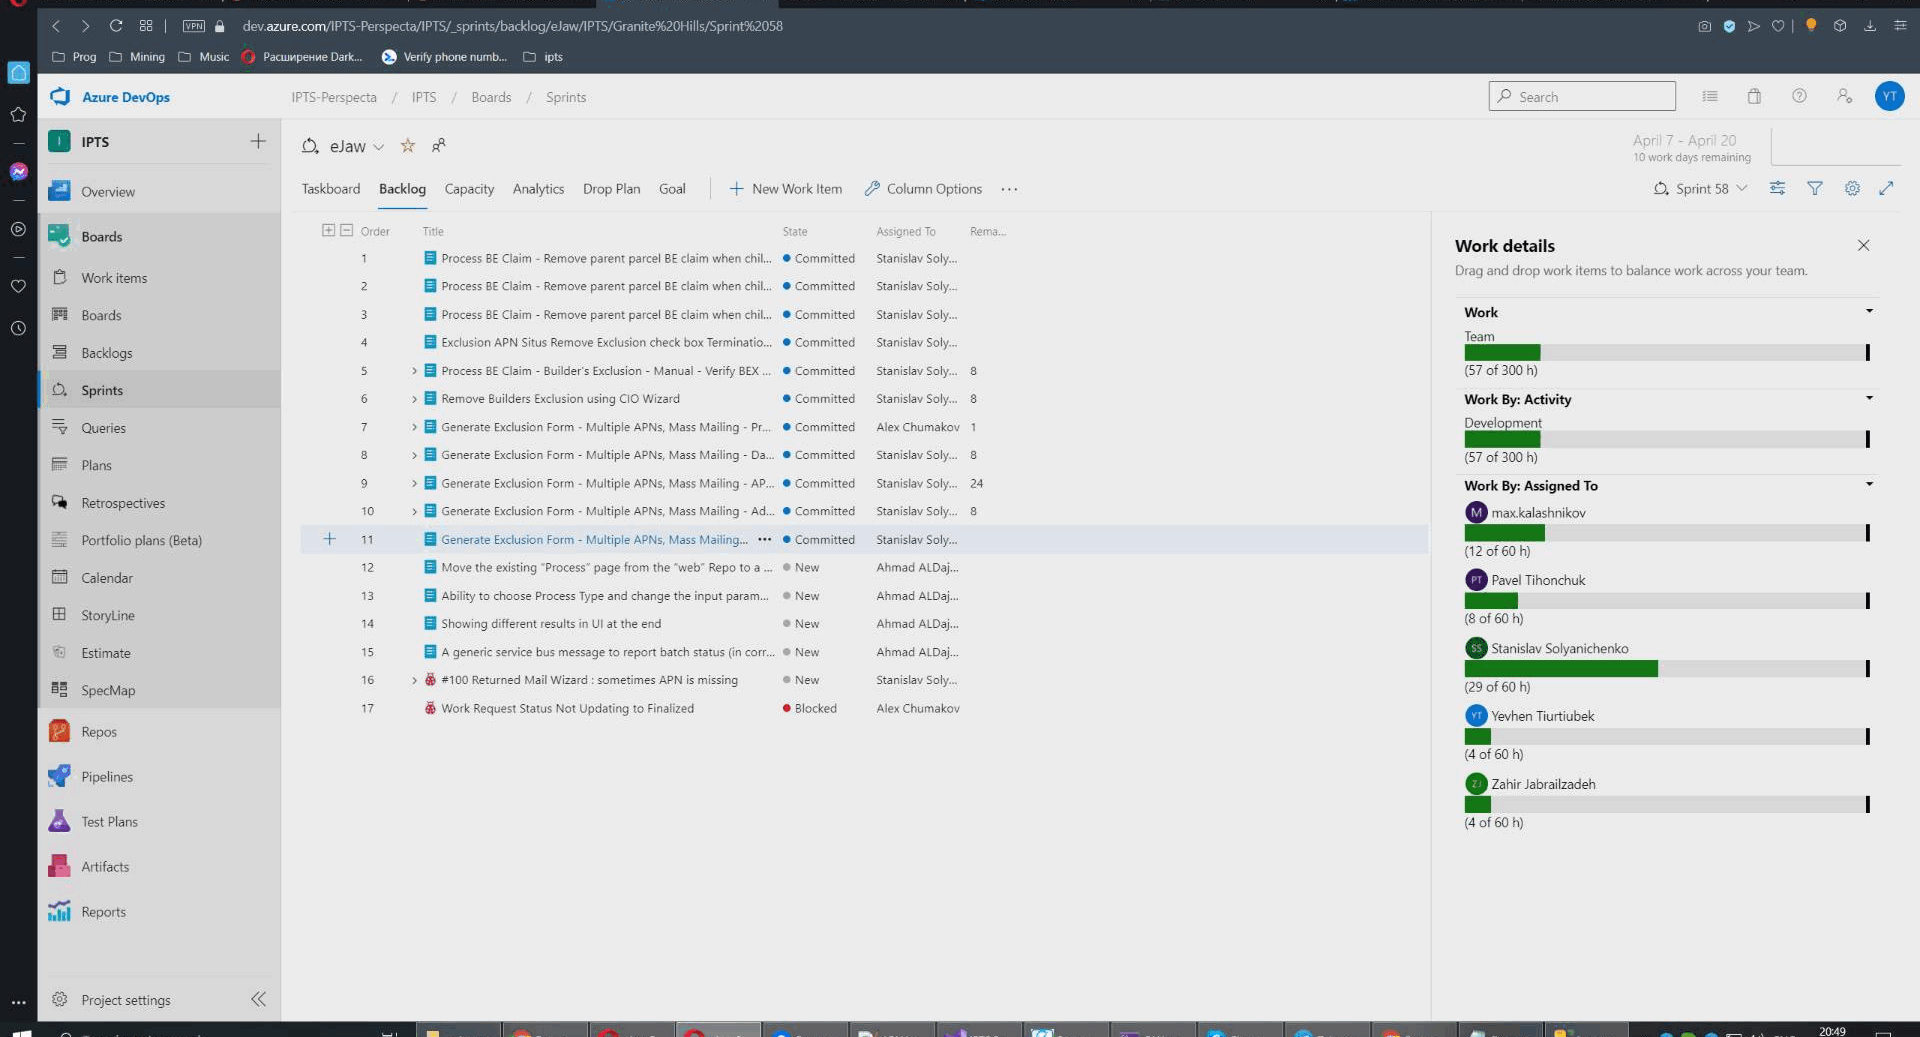 VPN
dev.azure.com/IPTS-Perspecta/IPTS/_sprints/backlog/eJaw/IPTS/Granite%20Hills/Sprint%2058
Prog
Mining
Music
Расширение Dark...
Verify phone numb...
ipts
Azure DevOps
IPTS-Perspecta / IPTS / Boards / Sprints
Search
YT
I
IPTS
Overview
Boards
Work items
Boards
Backlogs
Sprints
Queries
Plans
Retrospectives
Portfolio plans (Beta)
Calendar
StoryLine
Estimate
SpecMap
Repos
Pipelines
Test Plans
Artifacts
Reports
Project settings
eJaw
April 7 - April 20
10 work days remaining
Taskboard Backlog Capacity Analytics Drop Plan Goal New Work Item Column Options
Sprint 58
Order Title State Assigned To Rema...
1 Process BE Claim - Remove parent parcel BE claim when chil... Committed Stanislav Soly...
2 Process BE Claim - Remove parent parcel BE claim when chil... Committed Stanislav Soly...
3 Process BE Claim - Remove parent parcel BE claim when chil... Committed Stanislav Soly...
4 Exclusion APN Situs Remove Exclusion check box Terminatio... Committed Stanislav Soly...
5 Process BE Claim - Builder's Exclusion - Manual - Verify BEX ... Committed Stanislav Soly... 8
6 Remove Builders Exclusion using CIO Wizard Committed Stanislav Soly... 8
7 Generate Exclusion Form - Multiple APNs, Mass Mailing - Pr... Committed Alex Chumakov 1
8 Generate Exclusion Form - Multiple APNs, Mass Mailing - Da... Committed Stanislav Soly... 8
9 Generate Exclusion Form - Multiple APNs, Mass Mailing - AP... Committed Stanislav Soly... 24
10 Generate Exclusion Form - Multiple APNs, Mass Mailing - Ad... Committed Stanislav Soly... 8
11 Generate Exclusion Form - Multiple APNs, Mass Mailing... Committed Stanislav Soly...
12 Move the existing "Process" page from the "web" Repo to a ... New Ahmad ALDaj...
13 Ability to choose Process Type and change the input param... New Ahmad ALDaj...
14 Showing different results in UI at the end New Ahmad ALDaj...
15 A generic service bus message to report batch status (in corr... New Ahmad ALDaj...
16 #100 Returned Mail Wizard : sometimes APN is missing New Stanislav Soly...
17 Work Request Status Not Updating to Finalized Blocked Alex Chumakov
Work details
Drag and drop work items to balance work across your team.
Work
Team
(57 of 300 h)
Work By: Activity
Development
(57 of 300 h)
Work By: Assigned To
M max.kalashnikov
(12 of 60 h)
PT Pavel Tihonchuk
(8 of 60 h)
SS Stanislav Solyanichenko
(29 of 60 h)
YT Yevhen Tiurtiubek
(4 of 60 h)
ZJ Zahir Jabrailzadeh
(4 of 60 h)
20:49